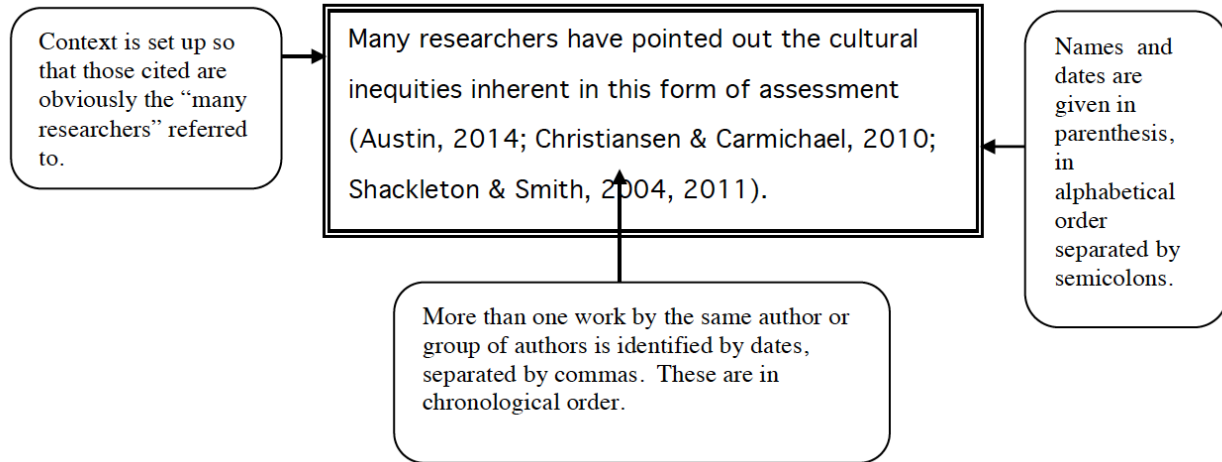 Context is set up so
that those cited are
obviously the “many
researchers” referred
to.
Many researchers have pointed out the cultural
inequities inherent in this form of assessment
(Austin, 2014; Christiansen & Carmichael, 2010;
Shackleton & Smith, 2004, 2011).
Names and
dates are
given in
parenthesis,
in
alphabetical
order
separated by
semicolons.
More than one work by the same author or
group of authors is identified by dates,
separated by commas. These are in
chronological order.